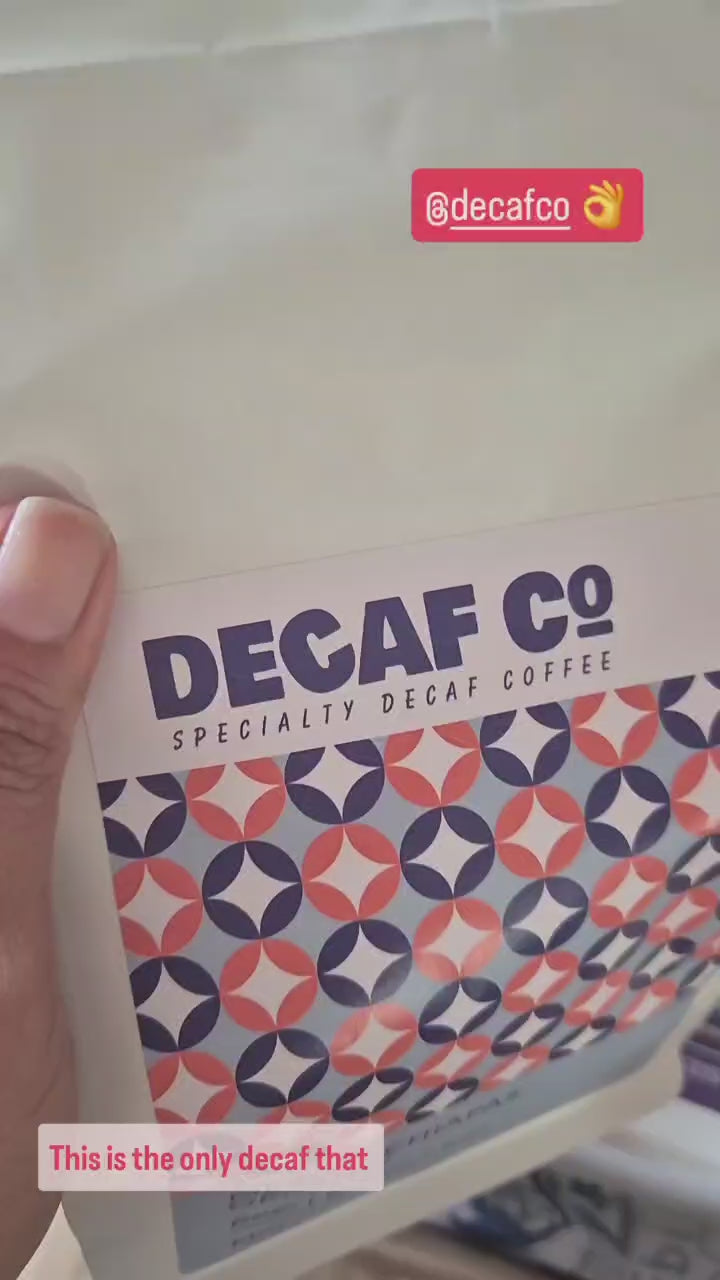 @decafco 👌
DECAF Co
SPECIALTY DECAF COFFEE
This is the only decaf that